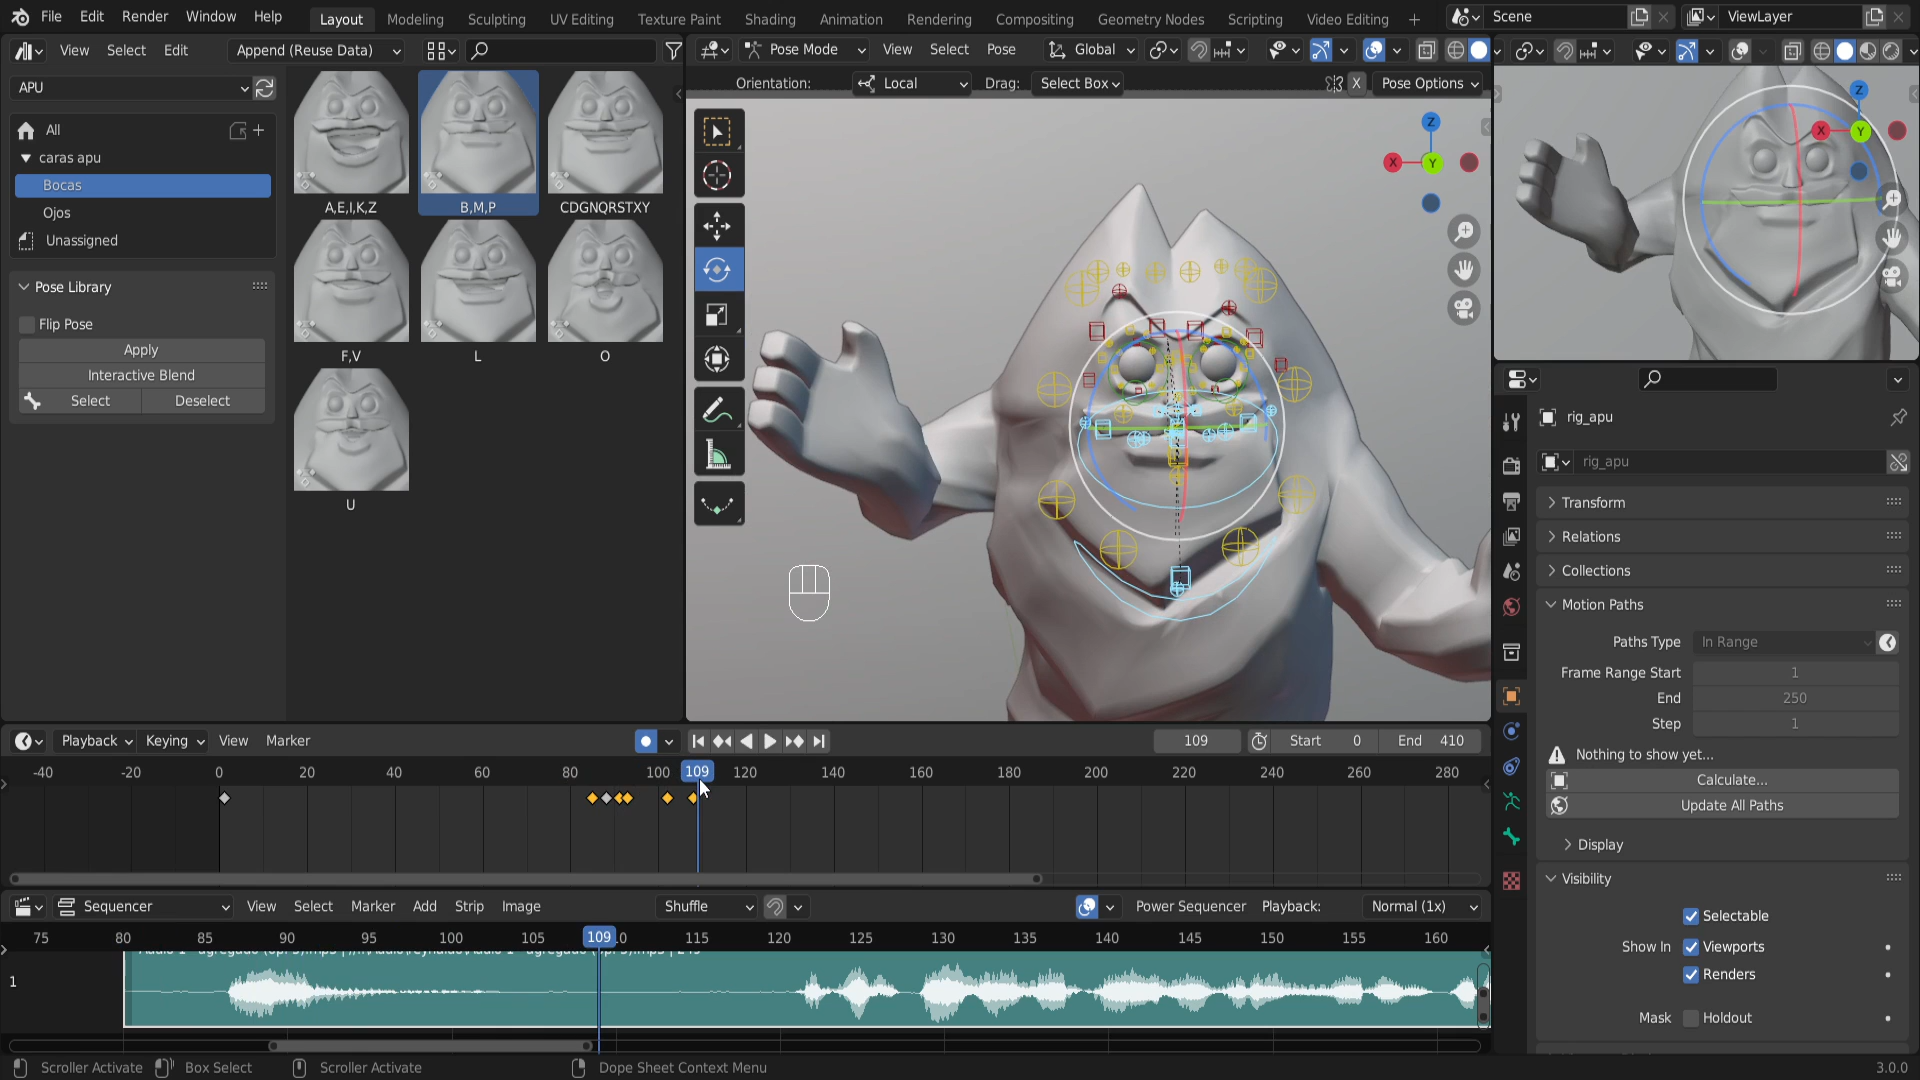 File Edit Render Window Help
Layout Modeling Sculpting UV Editing Texture Paint Shading Animation Rendering Compositing Geometry Nodes Scripting Video Editing +
Scene ViewLayer
View Select Edit Append (Reuse Data)
Pose Mode View Select Pose Global
APU
Orientation: Local Drag: Select Box X Pose Options
All
caras apu
Bocas
Ojos
Unassigned
Pose Library
Flip Pose
Apply
Interactive Blend
Select Deselect
A,E,I,K,Z B,M,P CDGNQRSTXY
F,V L O
U
Z
X Y
Z
X Y
rig_apu
rig_apu
Transform
Relations
Collections
Motion Paths
Paths Type In Range
Frame Range Start 1
End 250
Step 1
Nothing to show yet...
Calculate...
Update All Paths
Display
Visibility
Selectable
Show In Viewports
Renders
Mask Holdout
Playback Keying View Marker 109 Start 0 End 410
-40 -20 0 20 40 60 80 100 109 120 140 160 180 200 220 240 260 280
Sequencer View Select Marker Add Strip Image Shuffle Power Sequencer Playback: Normal (1x)
75 80 85 90 95 100 105 109 115 120 125 130 135 140 145 150 155 160
1
Scroller Activate Box Select Scroller Activate Dope Sheet Context Menu 3.0.0